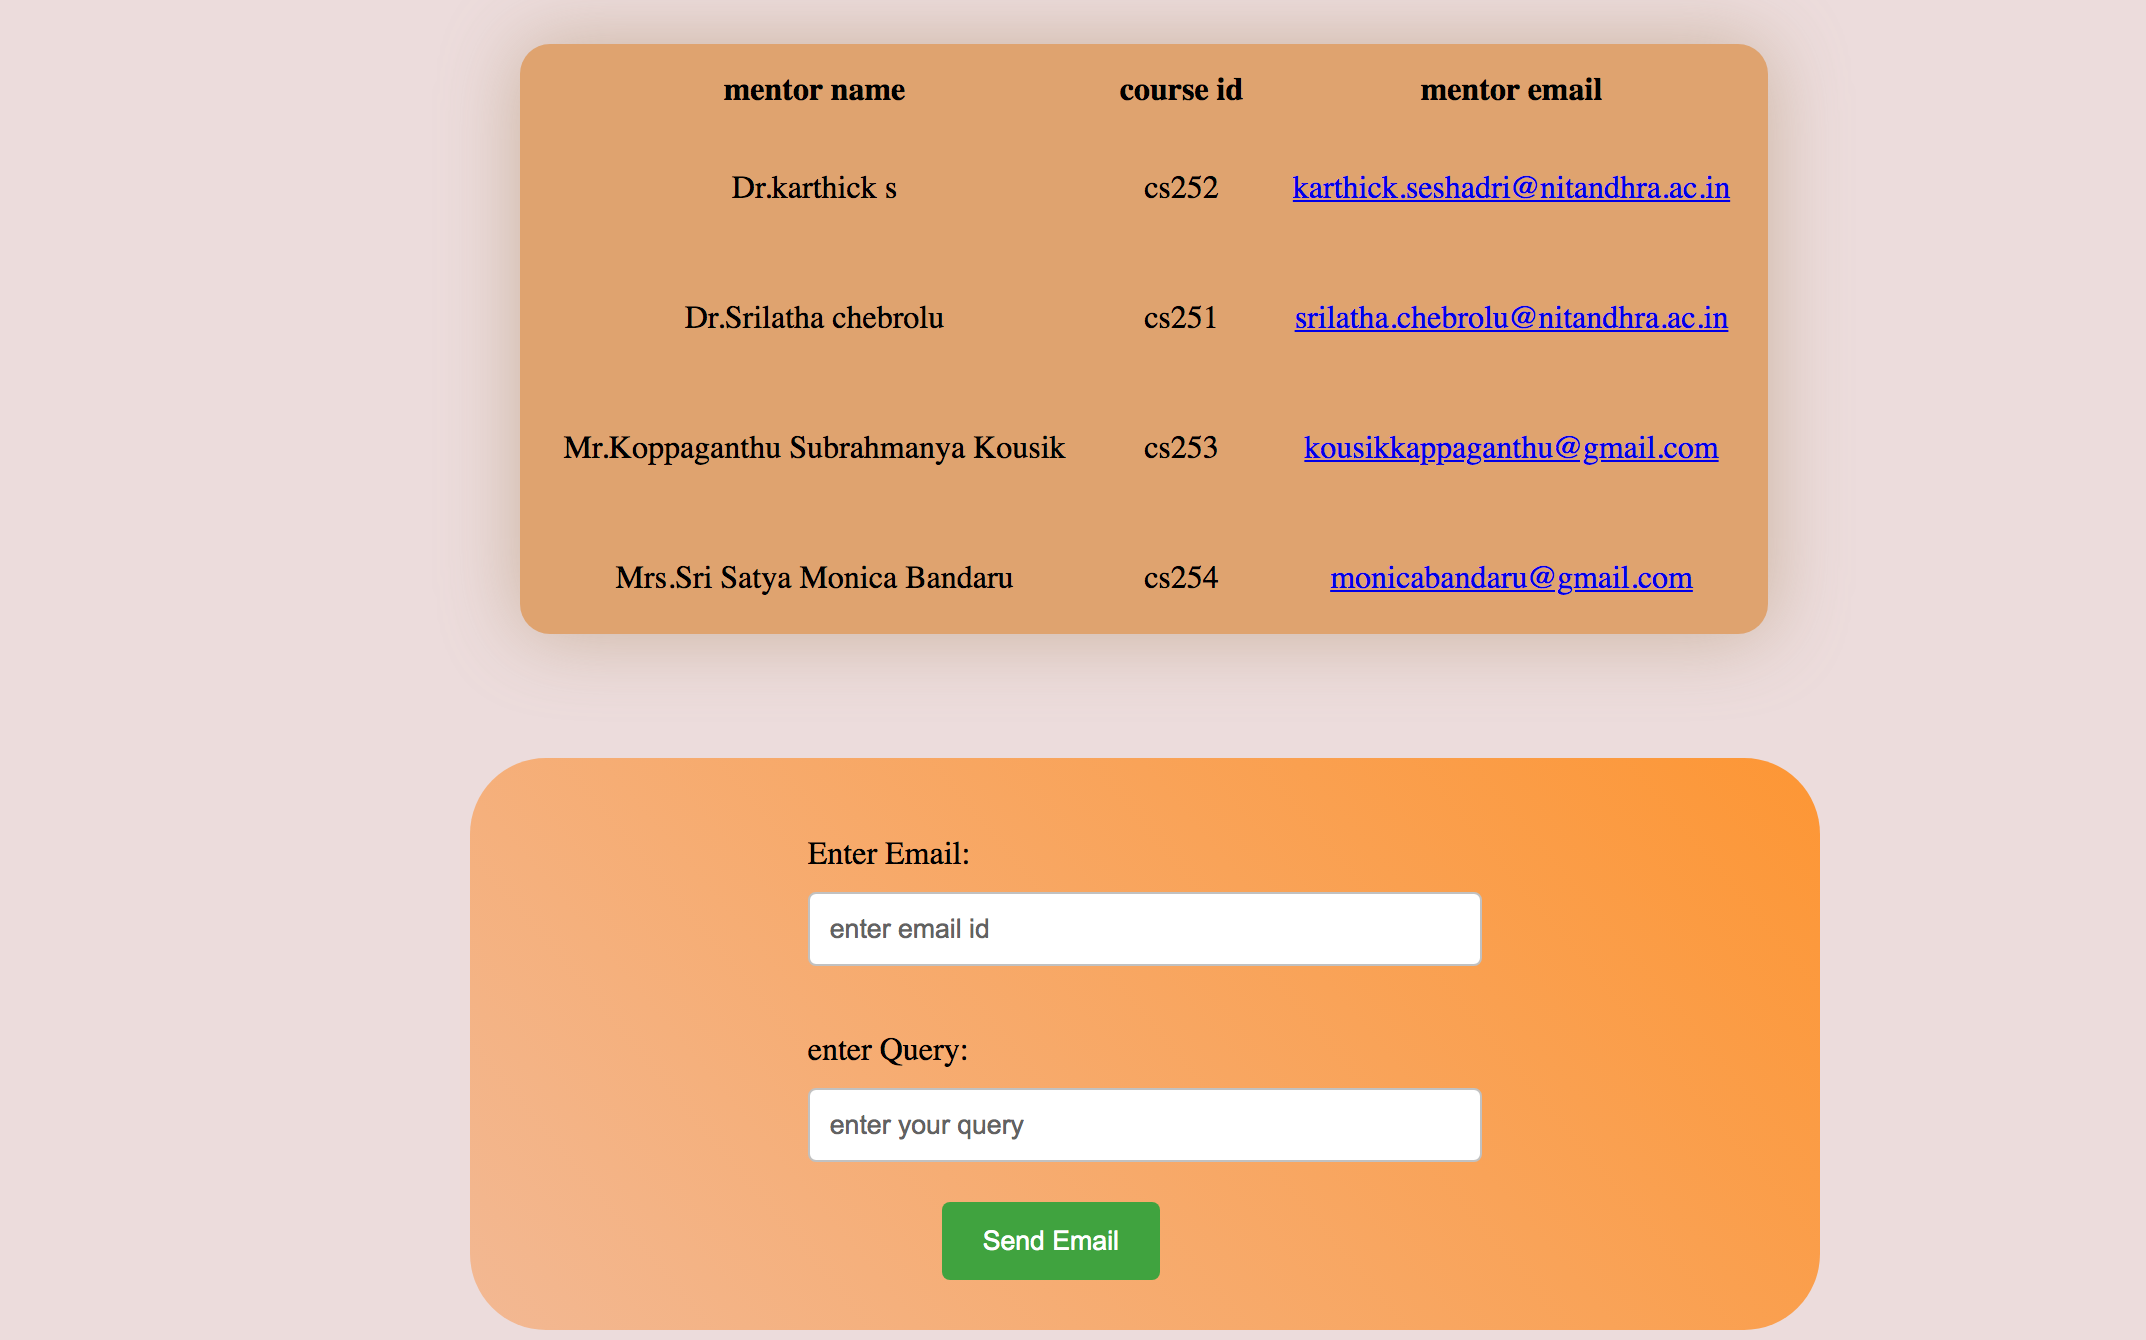 mentor name course id mentor email
Dr.karthick s cs252 karthick.seshadri@nitandhra.ac.in
Dr.Srilatha chebrolu cs251 srilatha.chebrolu@nitandhra.ac.in
Mr.Koppaganthu Subrahmanya Kousik cs253 kousikkappaganthu@gmail.com
Mrs.Sri Satya Monica Bandaru cs254 monicabandaru@gmail.com
Enter Email:
enter email id
enter Query:
enter your query
Send Email